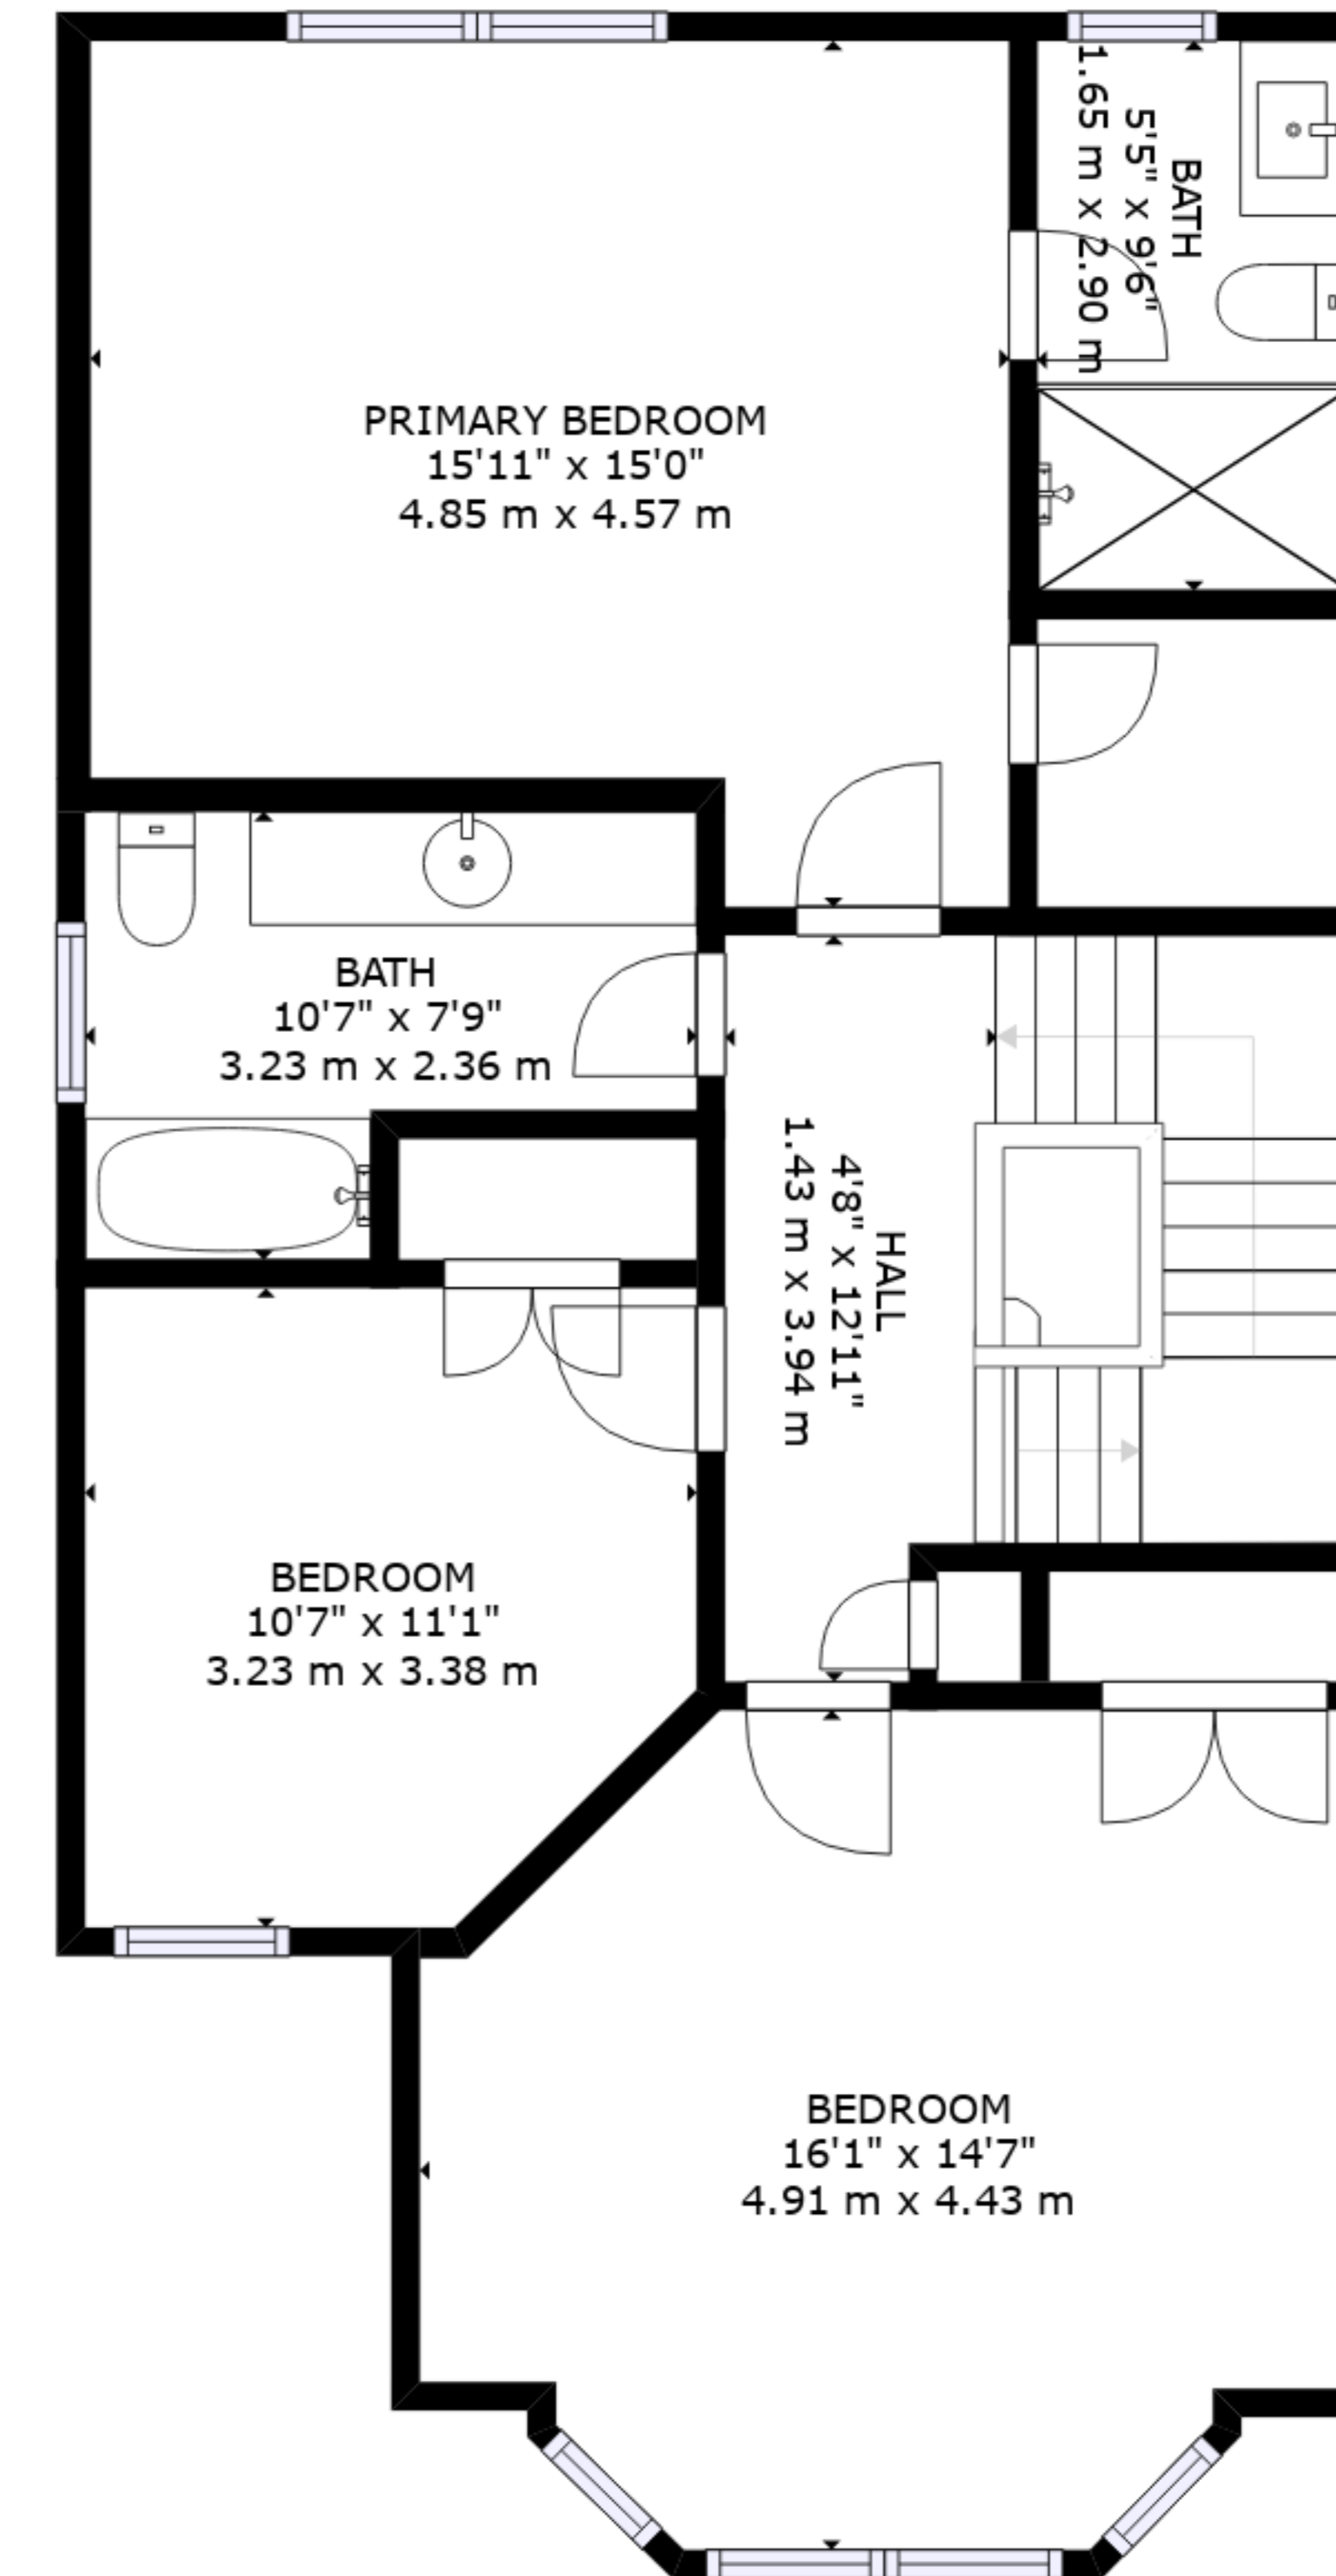 BATH
5'5" x 9'6"
1.65 m x 2.90 m
PRIMARY BEDROOM
15'11" x 15'0"
4.85 m x 4.57 m
BATH
10'7" x 7'9"
3.23 m x 2.36 m
HALL
4'8" x 12'11"
1.43 m x 3.94 m
BEDROOM
10'7" x 11'1"
3.23 m x 3.38 m
BEDROOM
16'1" x 14'7"
4.91 m x 4.43 m